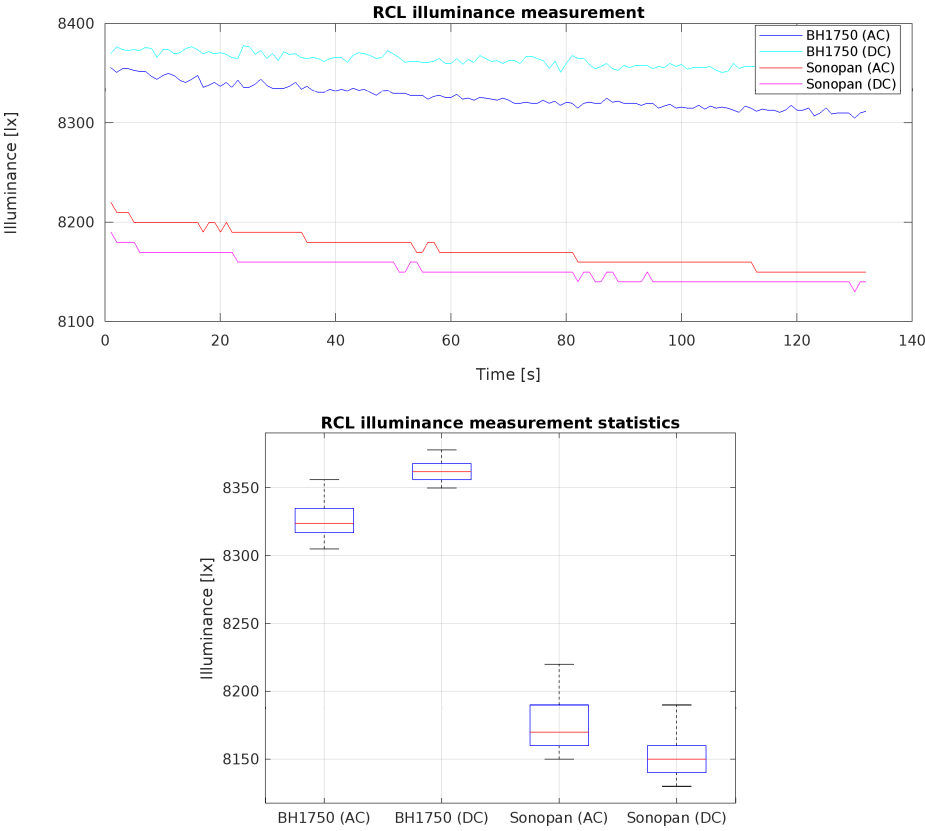 RCL illuminance measurement
8400
8300
8200
8100
Illuminance [lx]
BH1750 (AC)
BH1750 (DC)
Sonopan (AC)
Sonopan (DC)
0 20 40 60 80 100 120 140
Time [s]
RCL illuminance measurement statistics
8350
8300
8250
8200
8150
Illuminance [lx]
BH1750 (AC) BH1750 (DC) Sonopan (AC) Sonopan (DC)